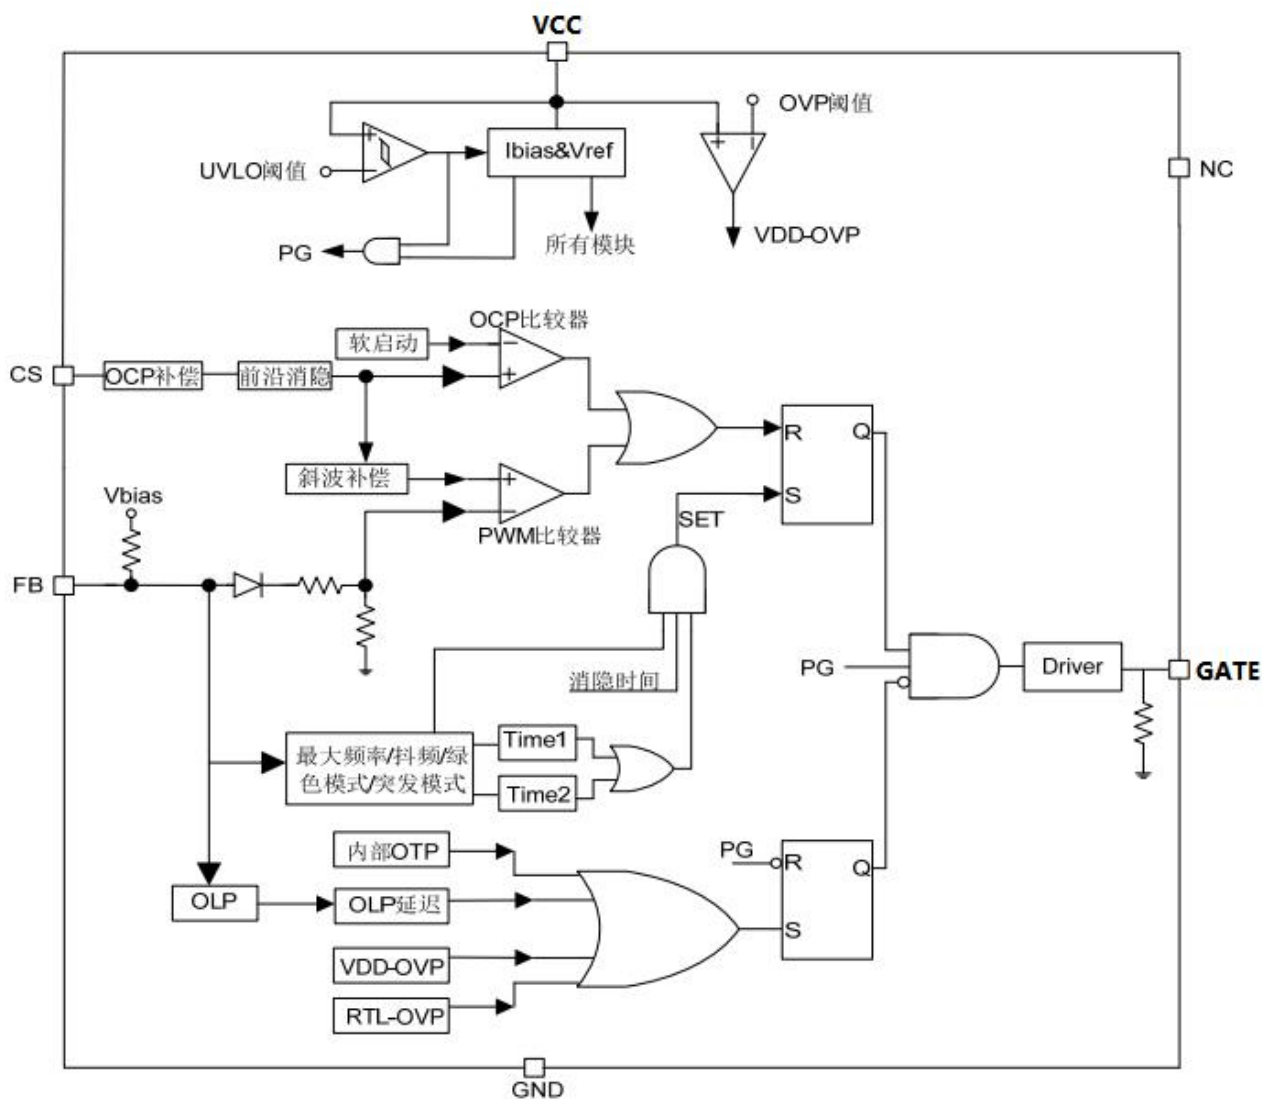 VCC
OVP阈值
UVLO阈值
+
−
Ibias&Vref
+
−
NC
PG
所有模块
VDD-OVP
OCP比较器
软启动
−
CS
OCP补偿
前沿消隐
+
R
Q
斜波补偿
+
S
Vbias
−
SET
PWM比较器
FB
消隐时间
PG
Driver
GATE
最大频率/抖频/绿
色模式/突发模式
Time1
Time2
内部OTP
PG
R
Q
OLP
OLP延迟
S
VDD-OVP
RTL-OVP
GND